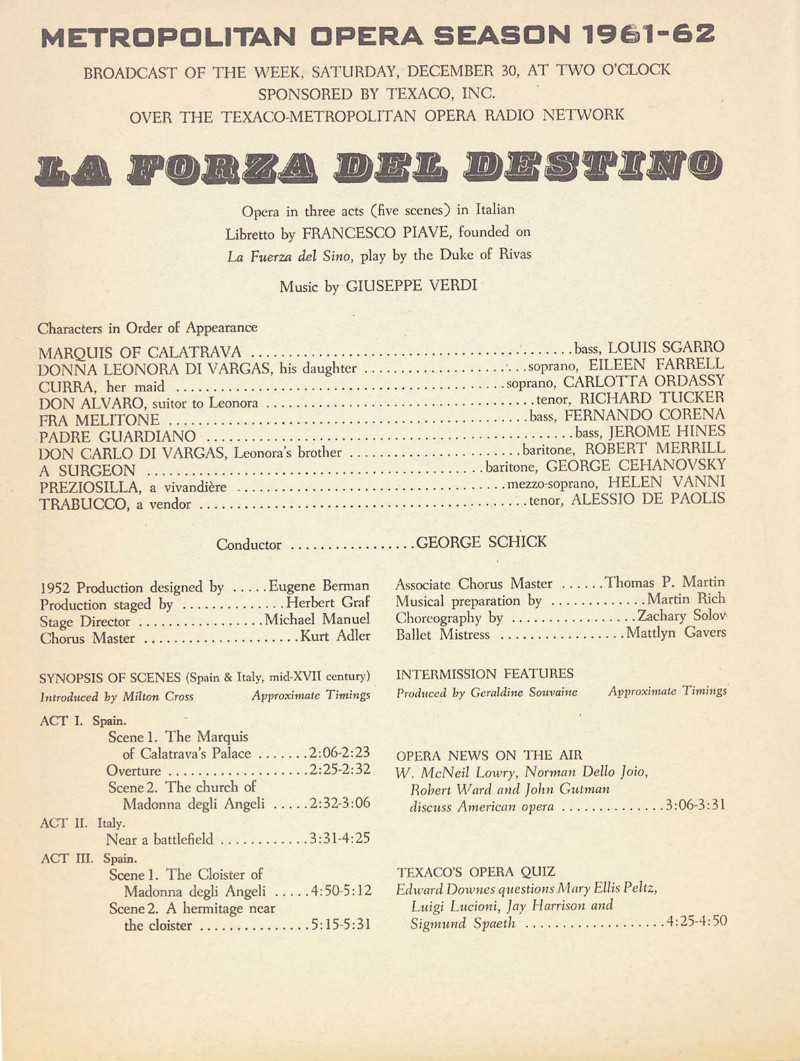 METROPOLITAN OPERA SEASON 1961-62
BROADCAST OF THE WEEK, SATURDAY, DECEMBER 30, AT TWO O'CLOCK
SPONSORED BY TEXACO, INC.
OVER THE TEXACO-METROPOLITAN OPERA RADIO NETWORK
LA FORZA DEL DESTINO
Opera in three acts (five scenes) in Italian
Libretto by FRANCESCO PIAVE, founded on
La Fuerza del Sino, play by the Duke of Rivas
Music by GIUSEPPE VERDI
Characters in Order of Appearance
MARQUIS OF CALATRAVA ..........................................bass, LOUIS SGARRO
DONNA LEONORA DI VARGAS, his daughter ......................soprano, EILEEN FARRELL
CURRA, her maid ............................................soprano, CARLOTTA ORDASSY
DON ALVARO, suitor to Leonora ....................................tenor, RICHARD TUCKER
FRA MELITONE ................................................bass, FERNANDO CORENA
PADRE GUARDIANO .................................................bass, JEROME HINES
DON CARLO DI VARGAS, Leonora's brother .......................baritone, ROBERT MERRILL
A SURGEON .............................................baritone, GEORGE CEHANOVSKY
PREZIOSILLA, a vivandière ....................................mezzo-soprano, HELEN VANNI
TRABUCCO, a vendor ............................................tenor, ALESSIO DE PAOLIS
Conductor .................GEORGE SCHICK
1952 Production designed by .....Eugene Berman
Production staged by ..............Herbert Graf
Stage Director .................Michael Manuel
Chorus Master .....................Kurt Adler
Associate Chorus Master ......Thomas P. Martin
Musical preparation by .............Martin Rich
Choreography by .................Zachary Solov
Ballet Mistress .................Mattlyn Gavers
SYNOPSIS OF SCENES (Spain & Italy, mid-XVII century)
Introduced by Milton Cross Approximate Timings
ACT I. Spain.
Scene 1. The Marquis
of Calatrava's Palace .......2:06-2:23
Overture ...................2:25-2:32
Scene 2. The church of
Madonna degli Angeli .....2:32-3:06
ACT II. Italy.
Near a battlefield ............3:31-4:25
ACT III. Spain.
Scene 1. The Cloister of
Madonna degli Angeli .....4:50-5:12
Scene 2. A hermitage near
the cloister ...............5:15-5:31
INTERMISSION FEATURES
Produced by Geraldine Souvaine Approximate Timings
OPERA NEWS ON THE AIR
W. McNeil Lowry, Norman Dello Joio,
Robert Ward and John Gutman
discuss American opera ..............3:06-3:31
TEXACO'S OPERA QUIZ
Edward Downes questions Mary Ellis Peltz,
Luigi Lucioni, Jay Harrison and
Sigmund Spaeth ...................4:25-4:50